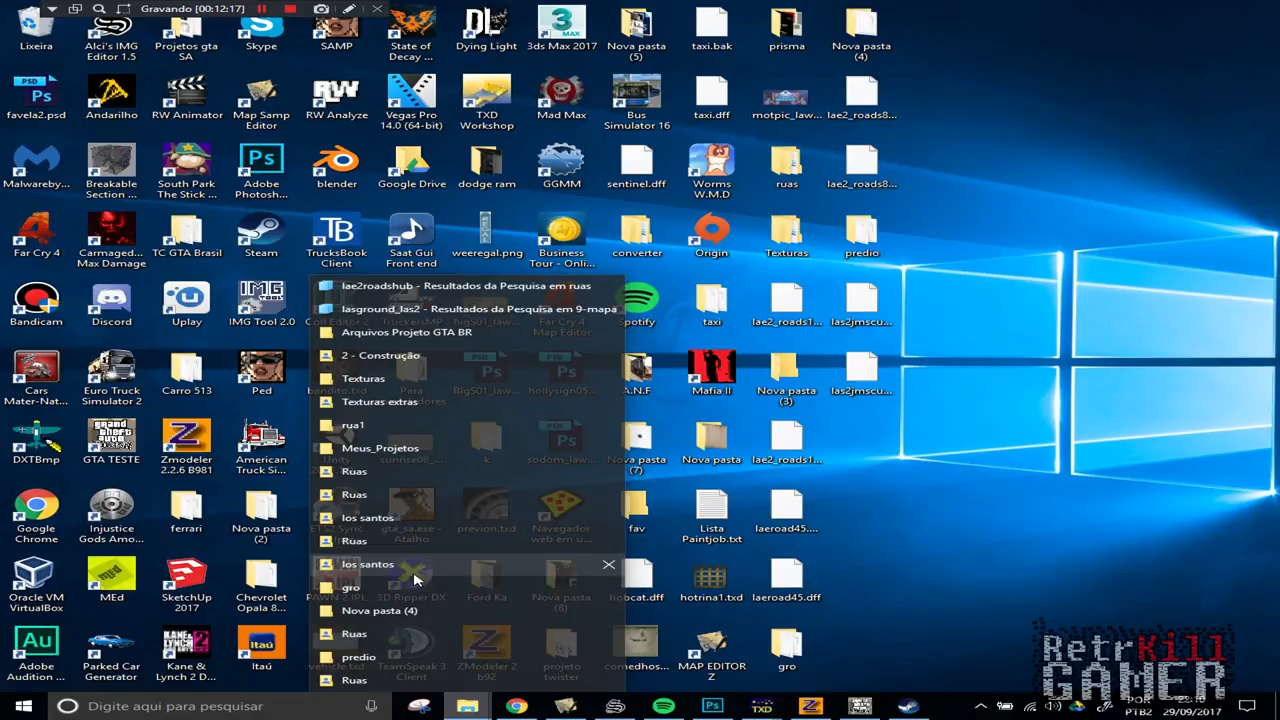 Gravando [00:12:17]
Lixeira
Alci's IMG
Editor 1.5
Projetos gta
SA
Skype
SAMP
State of
Decay ...
Dying Light
3ds Max 2017
Nova pasta
(5)
taxi.bak
prisma
Nova pasta
(4)
favela2.psd
Andarilho
RW Animator
Map Samp
Editor
RW Analyze
Vegas Pro
14.0 (64-bit)
TXD
Workshop
Mad Max
Bus
Simulator 16
taxi.dff
motpic_law...
lae2_roads8...
Malwareby...
Breakable
Section ...
South Park
The Stick ...
Adobe
Photosh...
blender
Google Drive
dodge ram
GGMM
sentinel.dff
Worms
W.M.D
ruas
lae2_roads8...
Far Cry 4
Carmaged...
Max Damage
TC GTA Brasil
Steam
TrucksBook
Client
Saat Gui
Front end
weeregal.png
Business
Tour - Onli...
converter
Origin
Texturas
predio
Bandicam
Discord
Uplay
IMG Tool 2.0
Spotify
taxi
lae2_roads1...
las2jmscu...
Cars
Mater-Nat...
Euro Truck
Simulator 2
Carro 513
Ped
A.N.F
Mafia II
Nova pasta
(3)
las2jmscu...
DXTBmp
GTA TESTE
Zmodeler
2.2.6 B981
American
Truck Si...
Nova pasta
(7)
Nova pasta
lae2_roads1...
Google
Chrome
Injustice
Gods Amo...
ferrari
Nova pasta
(2)
fav
Lista
Paintjob.txt
laeroad45....
Oracle VM
VirtualBox
MEd
SketchUp
2017
Chevrolet
Opala 8...
hotrina1.txd
laeroad45.dff
Adobe
Audition ...
Parked Car
Generator
Kane &
Lynch 2 D...
Itaú
vehicle.txd
TeamSpeak 3
Client
ZModeler 2
b92
projeto
twister
comedhos...
MAP EDITOR
Z
gro
lae2roadshub - Resultados da Pesquisa em ruas
lasground_las2 - Resultados da Pesquisa em 9-mapa
Arquivos Projeto GTA BR
2 - Construção
Texturas
Texturas extras
rua1
Meus_Projetos
Ruas
Ruas
los santos
Ruas
los santos
gro
Nova pasta (4)
Ruas
predio
Ruas
RetrKill
GAMER
Digite aqui para pesquisar
POR
PTB2
29/09/2017